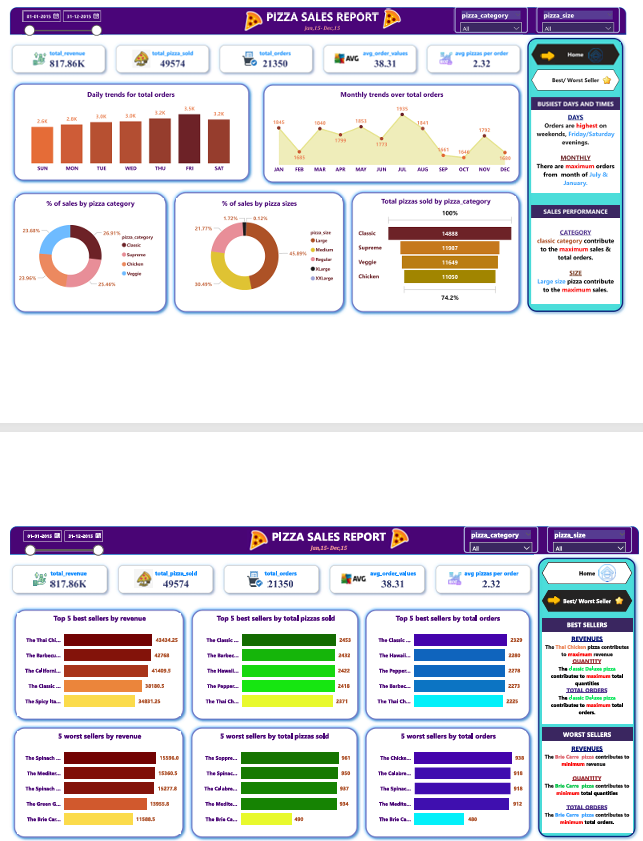 01-01-2015 31-12-2015
PIZZA SALES REPORT
Jan,15- Dec,15
pizza_category
All
pizza_size
All
total_revenue
817.86K
total_pizza_sold
49574
total_orders
21350
AVG
avg_order_values
38.31
avg pizzas per order
2.32
Home
Best/ Worst Seller
Daily trends for total orders
2.6K 2.8K 3.0K 3.0K 3.2K 3.5K 3.2K
SUN MON TUE WED THU FRI SAT
Monthly trends over total orders
1845 1685 1840 1799 1853 1773 1935 1841 1661 1646 1792 1680
JAN FEB MAR APR MAY JUN JUL AUG SEP OCT NOV DEC
BUSIEST DAYS AND TIMES
DAYS
Orders are highest on
weekends, Friday/Saturday
evenings.
MONTHLY
There are maximum orders
from month of July &
January.
SALES PERFORMANCE
CATEGORY
classic category contribute
to the maximum sales &
total orders.
SIZE
Large size pizza contribute
to the maximum sales.
% of sales by pizza category
23.68%
26.91%
23.96%
25.46%
pizza_category
Classic
Supreme
Chicken
Veggie
% of sales by pizza sizes
1.72%
0.12%
21.77%
45.89%
30.49%
pizza_size
Large
Medium
Regular
XLarge
XXLarge
Total pizzas sold by pizza_category
100%
Classic 14888
Supreme 11987
Veggie 11649
Chicken 11050
74.2%
01-01-2015 31-12-2015
PIZZA SALES REPORT
Jan,15- Dec,15
pizza_category
All
pizza_size
All
total_revenue
817.86K
total_pizza_sold
49574
total_orders
21350
AVG
avg_order_values
38.31
avg pizzas per order
2.32
Home
Best/ Worst Seller
Top 5 best sellers by revenue
The Thai Chi... 43434.25
The Barbecu... 42768
The Californi... 41409.5
The Classic ... 38180.5
The Spicy Ita... 34831.25
Top 5 best sellers by total pizzas sold
The Classic ... 2453
The Barbec... 2432
The Hawaii... 2422
The Pepper... 2418
The Thai Ch... 2371
Top 5 best sellers by total orders
The Classic ... 2329
The Hawaii... 2280
The Pepper... 2278
The Barbec... 2273
The Thai Ch... 2225
BEST SELLERS
REVENUES
The Thai Chicken pizza contributes
to maximum revenue
QUANTITY
The classic Deluxe pizza
contributes to maximum total
quantities
TOTAL ORDERS
The classic Deluxe pizza
contributes to maximum total
orders.
5 worst sellers by revenue
The Spinach ... 15596.0
The Mediter... 15360.5
The Spinach ... 15277.8
The Green G... 13955.8
The Brie Car... 11588.5
5 worst sellers by total pizzas sold
The Soppre... 961
The Spinac... 950
The Calabre... 937
The Medite... 934
The Brie Ca... 490
5 worst sellers by total orders
The Chicke... 938
The Calabre... 918
The Spinac... 918
The Medite... 912
The Brie Ca... 480
WORST SELLERS
REVENUES
The Brie Carre pizza contributes to
minimum revenue
QUANTITY
The Brie Carre pizza contributes to
minimum total quantities
TOTAL ORDERS
The Brie Carre pizza contributes to
minimum total orders.